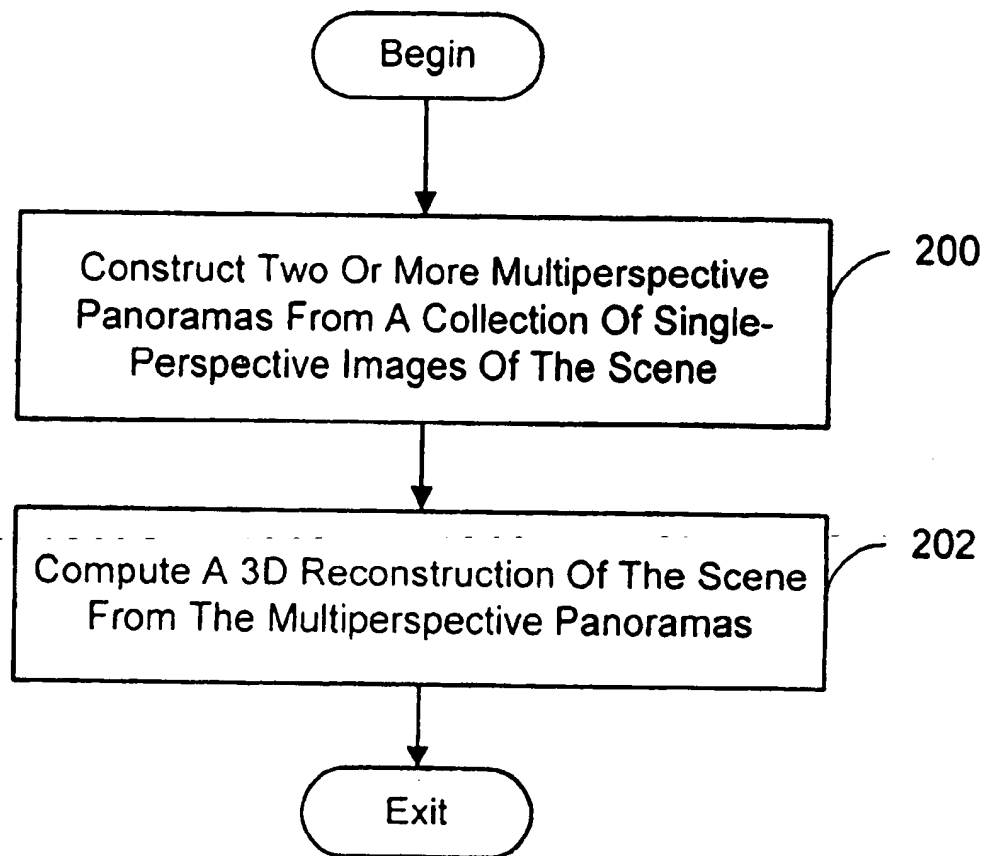 Begin
Construct Two Or More Multiperspective
Panoramas From A Collection Of Single-
Perspective Images Of The Scene
200
Compute A 3D Reconstruction Of The Scene
From The Multiperspective Panoramas
202
Exit